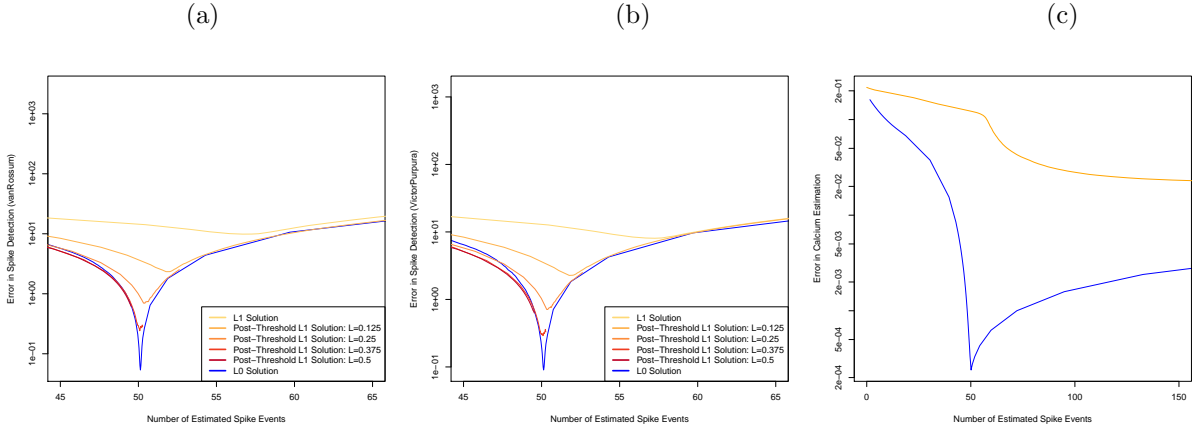 (a)
(b)
(c)
Error in Spike Detection (vanRossum)
1e−01
1e+00
1e+01
1e+02
1e+03
L1 Solution
Post−Threshold L1 Solution: L=0.125
Post−Threshold L1 Solution: L=0.25
Post−Threshold L1 Solution: L=0.375
Post−Threshold L1 Solution: L=0.5
L0 Solution
45
50
55
60
65
Number of Estimated Spike Events
Error in Spike Detection (VictorPurpura)
1e−01
1e+00
1e+01
1e+02
1e+03
L1 Solution
Post−Threshold L1 Solution: L=0.125
Post−Threshold L1 Solution: L=0.25
Post−Threshold L1 Solution: L=0.375
Post−Threshold L1 Solution: L=0.5
L0 Solution
45
50
55
60
65
Number of Estimated Spike Events
Error in Calcium Estimation
2e−04
5e−04
2e−03
5e−03
2e−02
5e−02
2e−01
0
50
100
150
Number of Estimated Spike Events